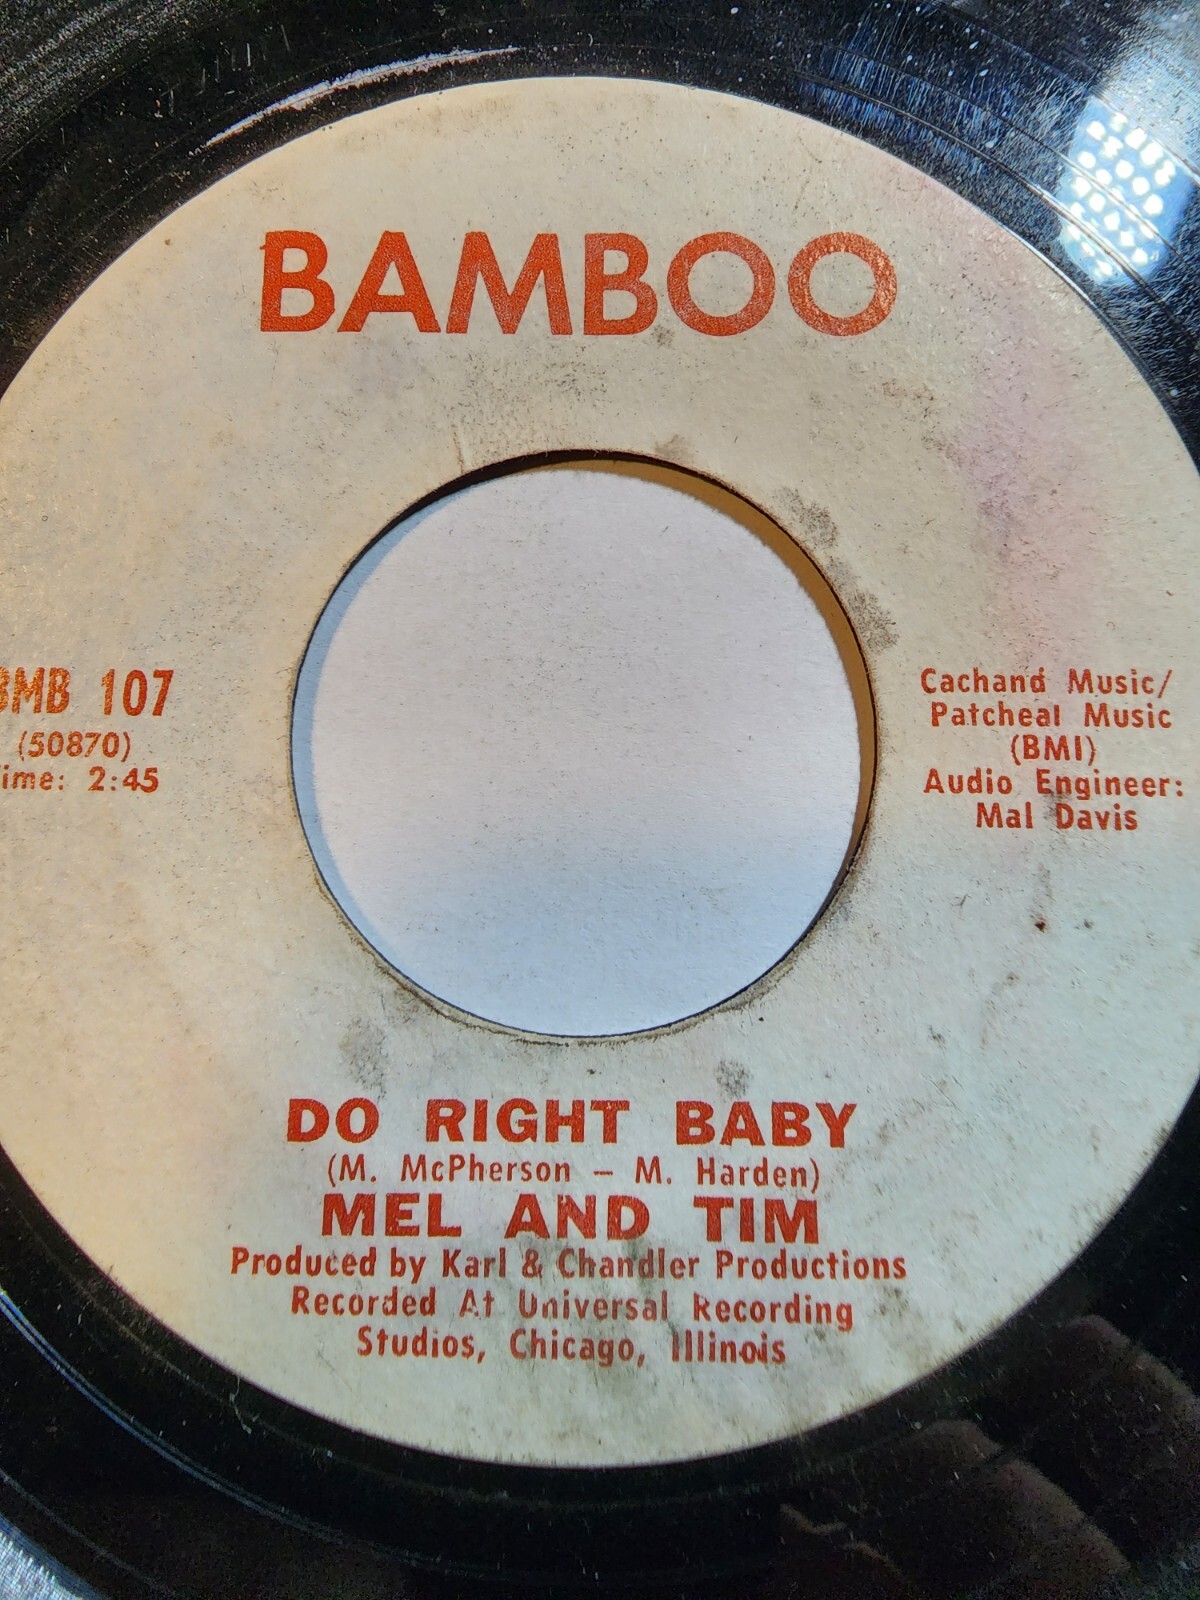 BAMBOO
BMB 107
(50870)
Time: 2:45
Cachand Music/
Patcheal Music
(BMI)
Audio Engineer:
Mal Davis
DO RIGHT BABY
(M. McPherson – M. Harden)
MEL AND TIM
Produced by Karl & Chandler Productions
Recorded At Universal Recording
Studios, Chicago, Illinois